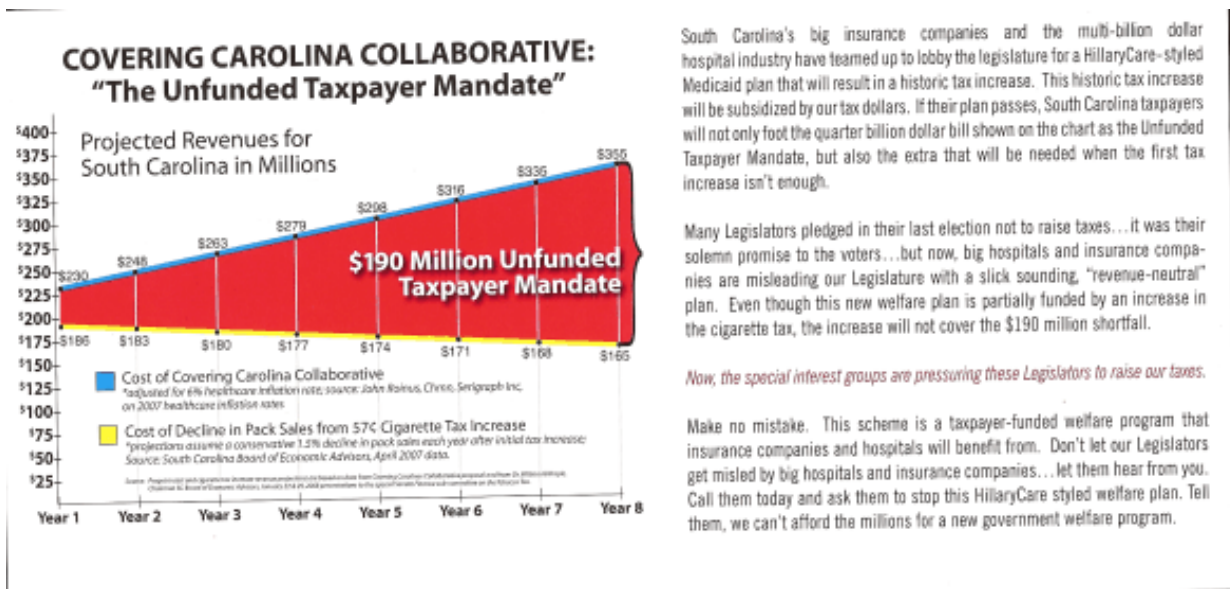 COVERING CAROLINA COLLABORATIVE:
"The Unfunded Taxpayer Mandate"
Projected Revenues for
South Carolina in Millions
$400
$375
$350
$325
$300
$275
$250
$225
$200
$175
$150
$125
$100
$75
$50
$25
$230
$248
$263
$279
$298
$316
$336
$355
$190 Million Unfunded
Taxpayer Mandate
$186
$183
$180
$177
$174
$171
$168
$165
Cost of Covering Carolina Collaborative
*adjusted for 6% healthcare inflation rate; source: John Serigraph Inc.
on 2007 healthcare inflation rates
Cost of Decline in Pack Sales from 57¢ Cigarette Tax Increase
*projections assume a conservative 1.5% decline in pack sales each year after initial tax increase;
Source: South Carolina Board of Economic Advisors, April 2007 data.
Year 1
Year 2
Year 3
Year 4
Year 5
Year 6
Year 7
Year 8
South Carolina's big insurance companies and the multi-billion dollar
hospital industry have teamed up to lobby the legislature for a HillaryCare-styled
Medicaid plan that will result in a historic tax increase. This historic tax increase
will be subsidized by our tax dollars. If their plan passes, South Carolina taxpayers
will not only foot the quarter billion dollar bill shown on the chart as the Unfunded
Taxpayer Mandate, but also the extra that will be needed when the first tax
increase isn't enough.
Many Legislators pledged in their last election not to raise taxes...it was their
solemn promise to the voters...but now, big hospitals and insurance compa-
nies are misleading our Legislature with a slick sounding, "revenue-neutral"
plan. Even though this new welfare plan is partially funded by an increase in
the cigarette tax, the increase will not cover the $190 million shortfall.
Now, the special interest groups are pressuring these Legislators to raise our taxes.
Make no mistake. This scheme is a taxpayer-funded welfare program that
insurance companies and hospitals will benefit from. Don't let our Legislators
get misled by big hospitals and insurance companies...let them hear from you.
Call them today and ask them to stop this HillaryCare styled welfare plan. Tell
them, we can't afford the millions for a new government welfare program.